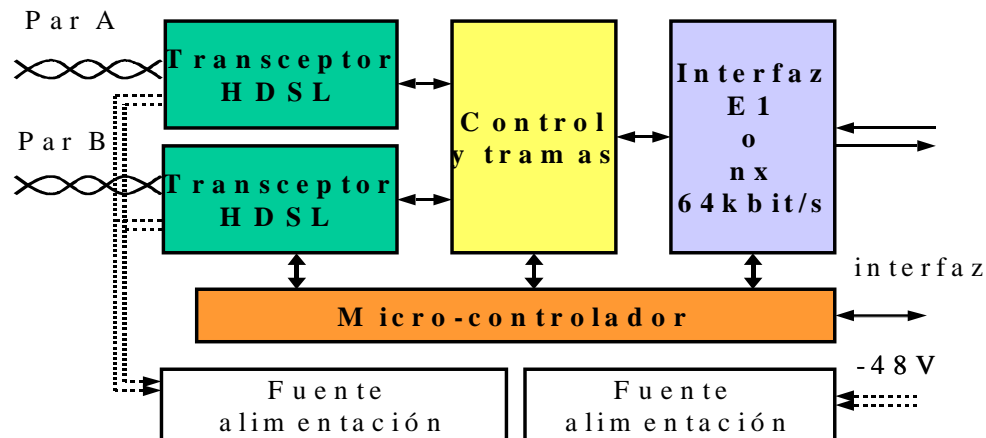 Par A
Transceptor
HDSL
Par B
Transceptor
HDSL
Control
y tramas
Interfaz
E1
o
nx
64kbit/s
interfaz
Micro-controlador
-48V
Fuente
alimentación
Fuente
alimentación